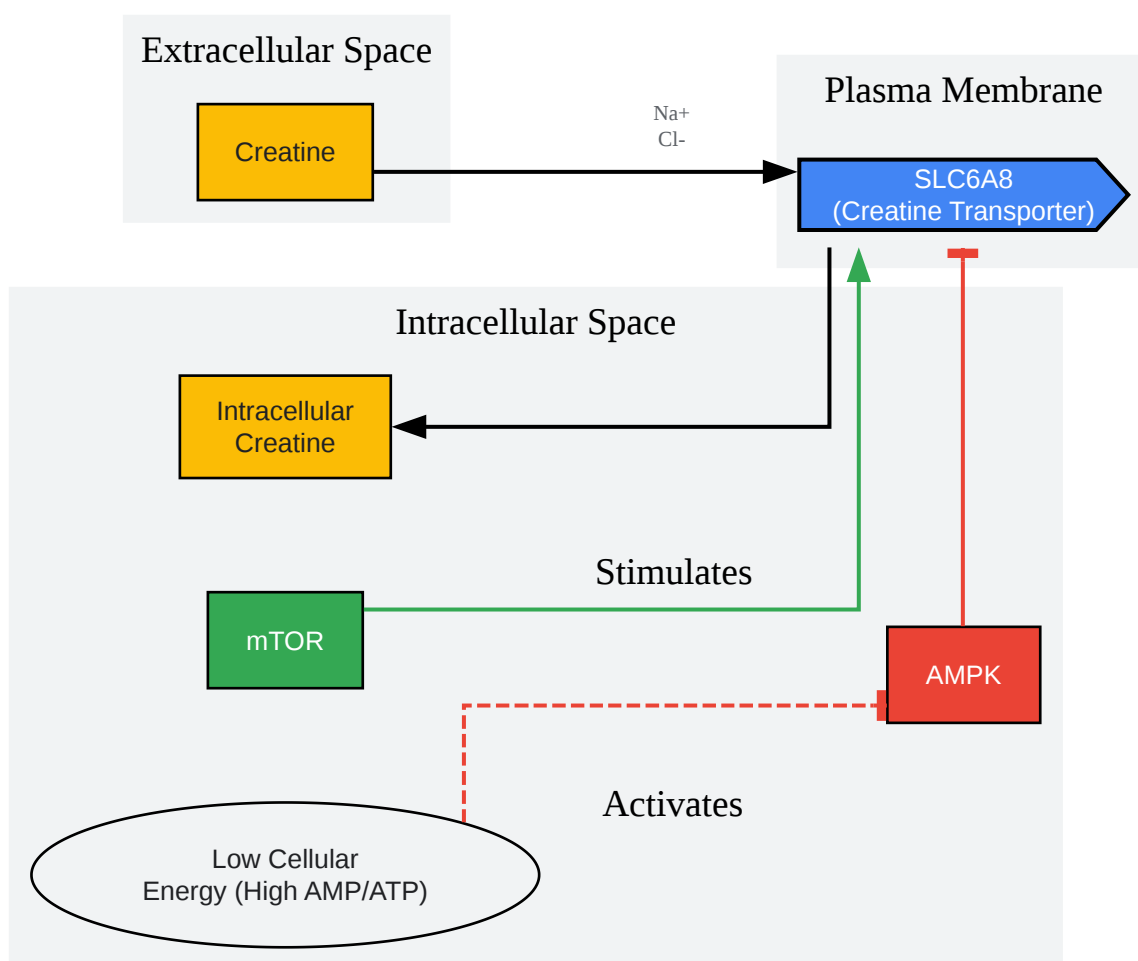 Extracellular Space
Creatine
Na+
Cl-
Plasma Membrane
SLC6A8
(Creatine Transporter)
Intracellular Space
Intracellular
Creatine
Stimulates
mTOR
AMPK
Activates
Low Cellular
Energy (High AMP/ATP)